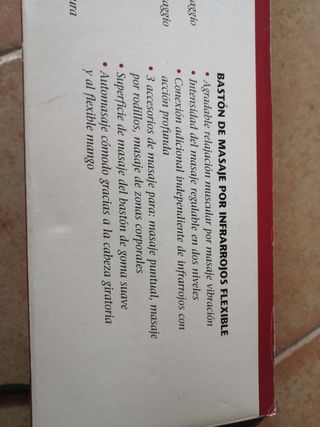 BASTÓN DE MASAJE POR INFRARROJOS FLEXIBLE
• Agradable relajación muscular por masaje vibración
• Intensidad del masaje regulable en dos niveles
• Conexión adicional independiente de infrarrojos con
acción profunda
• 3 accesorios de masaje para: masaje puntual, masaje
por rodillos, masaje de zonas corporales
• Superficie de masaje del bastón de goma suave
• Automasaje cómodo gracias a la cabeza giratoria
y al flexible mango
aggio
aggio
ura